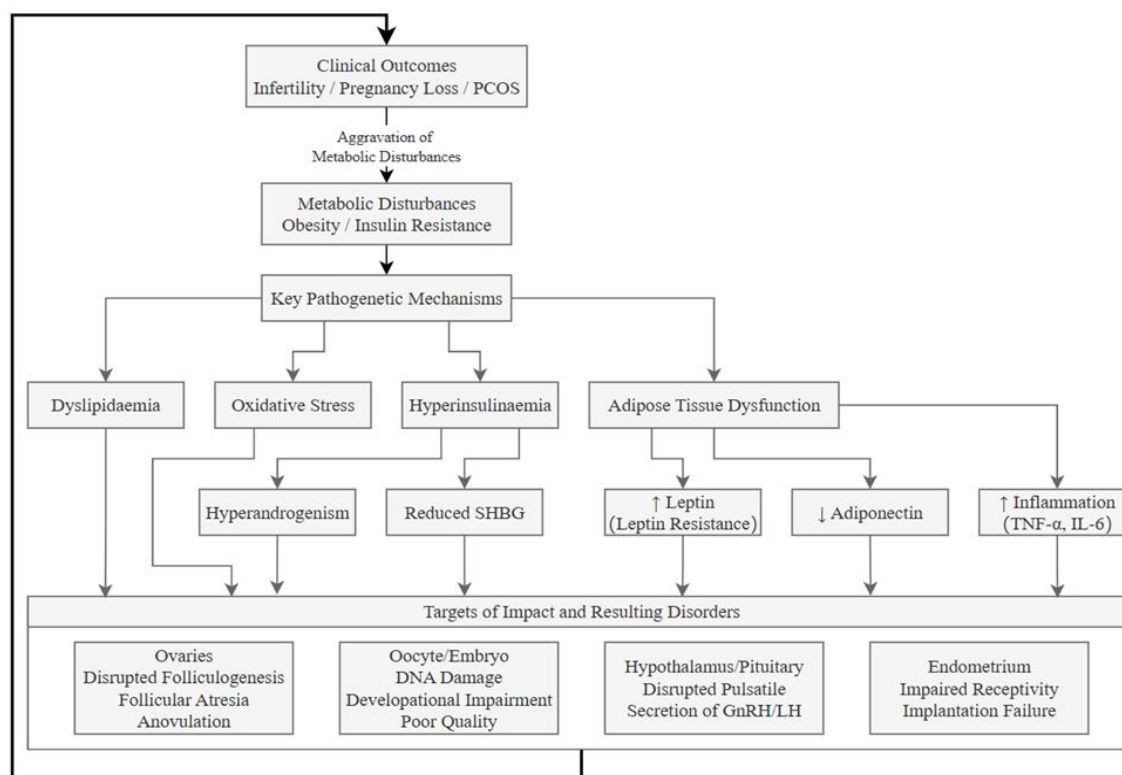 Clinical Outcomes
Infertility / Pregnancy Loss / PCOS
Aggravation of
Metabolic Disturbances
Metabolic Disturbances
Obesity / Insulin Resistance
Key Pathogenetic Mechanisms
Dyslipidaemia
Oxidative Stress
Hyperinsulinaemia
Adipose Tissue Dysfunction
Hyperandrogenism
Reduced SHBG
↑ Leptin
(Leptin Resistance)
↓ Adiponectin
↑ Inflammation
(TNF-α, IL-6)
Targets of Impact and Resulting Disorders
Ovaries
Disrupted Folliculogenesis
Follicular Atresia
Anovulation
Oocyte/Embryo
DNA Damage
Developational Impairment
Poor Quality
Hypothalamus/Pituitary
Disrupted Pulsatile
Secretion of GnRH/LH
Endometrium
Impaired Receptivity
Implantation Failure